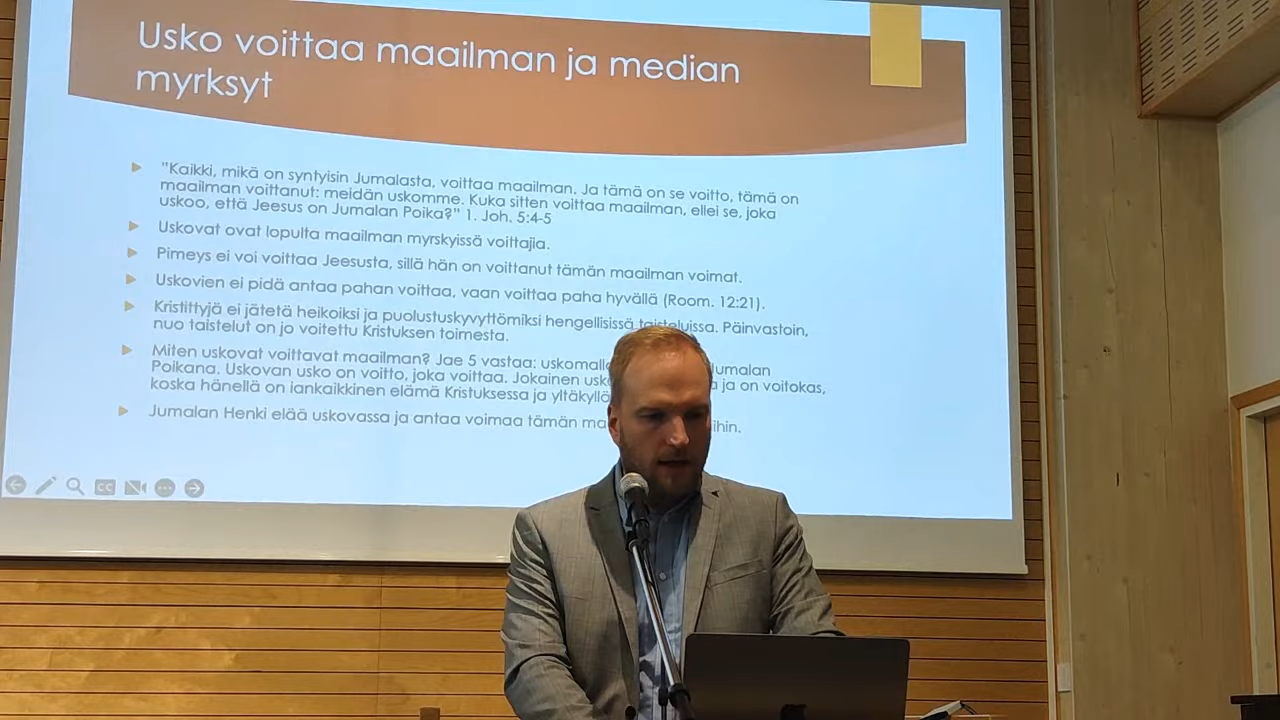 Usko voittaa maailman ja median
myrksyt
"Kaikki, mikä on syntyisin Jumalasta, voittaa maailman. Ja tämä on se voitto, tämä on
maailman voittanut: meidän uskomme. Kuka sitten voittaa maailman, ellei se, joka
uskoo, että Jeesus on Jumalan Poika?" 1. Joh. 5:4-5
Uskovat ovat lopulta maailman myrskyissä voittajia.
Pimeys ei voi voittaa Jeesusta, sillä hän on voittanut tämän maailman voimat.
Uskovien ei pidä antaa pahan voittaa, vaan voittaa paha hyvällä (Room. 12:21).
Kristittyjä ei jätetä heikoiksi ja puolustuskyvyttömiksi hengellisissä taisteluissa. Päinvastoin,
nuo taistelut on jo voitettu Kristuksen toimesta.
Miten uskovat voittavat maailman? Jae 5 vastaa: Jumalan
Poikana. Uskovan usko on voitto, joka voittaa. Jokainen ja on voitokas,
koska hänellä on iankaikkinen elämä Kristuksessa ja
Jumalan Henki elää uskovassa ja antaa voimaa tämän
CC